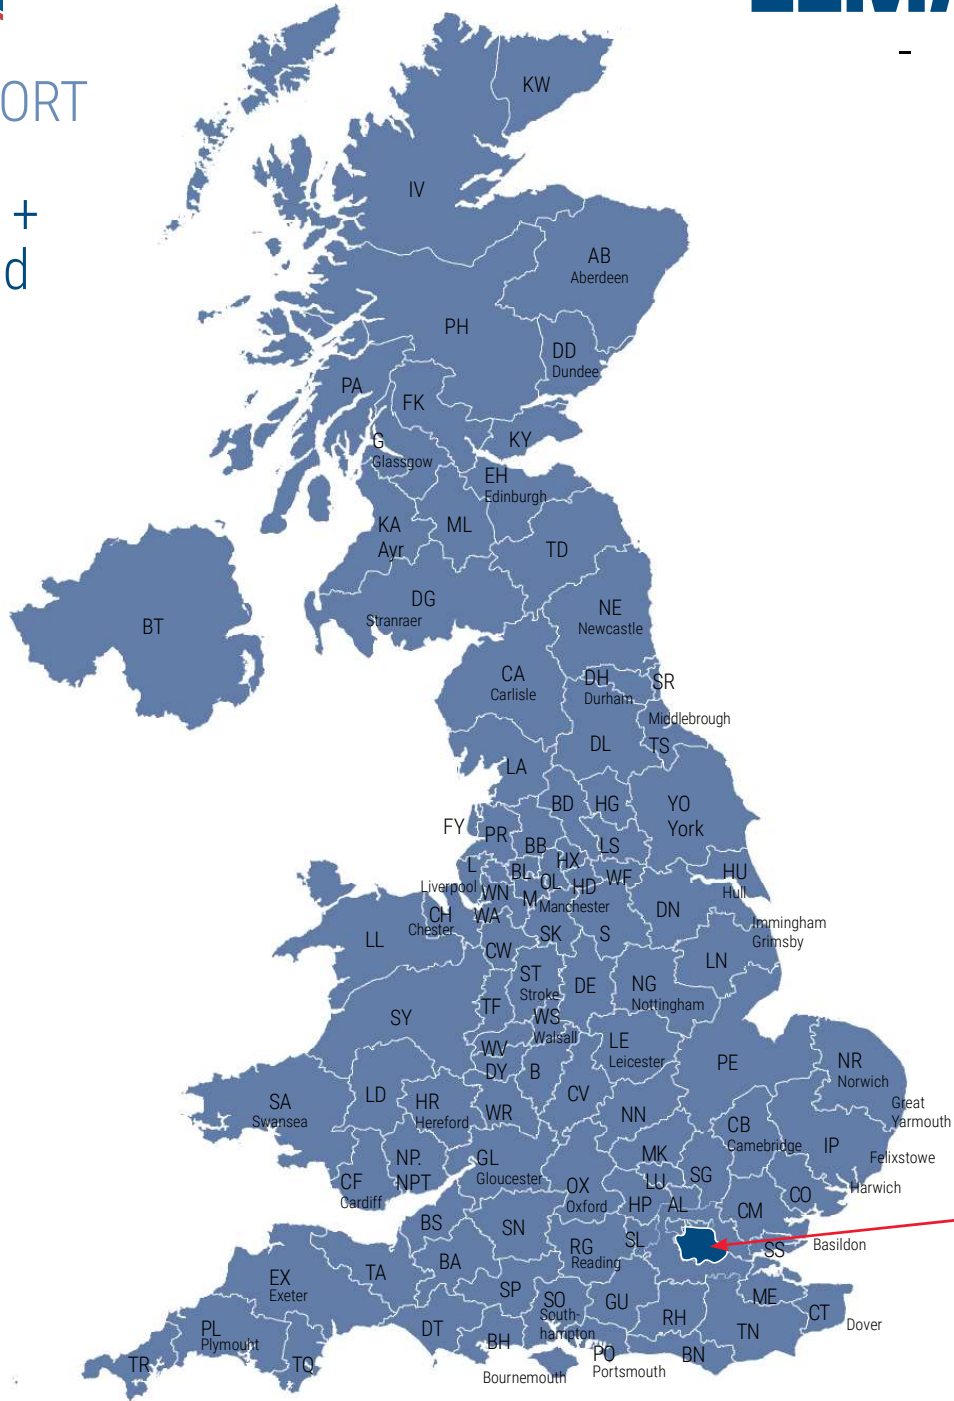 ORT
+
d
KW
IV
AB
Aberdeen
PH
DD
Dundee
PA
FK
G
Glassgow
KY
EH
Edinburgh
KA
Ayr
ML
TD
DG
Stranraer
BT
NE
Newcastle
CA
Carlisle
DH
Durham
SR
Middlebrough
TS
DL
LA
BD
HG
YO
York
FY
PR
BB
LS
HX
L
Liverpool
BL
OL
HD
WF
HU
Hull
WN
M
Manchester
CH
Chester
WA
DN
Immingham
Grimsby
LL
CW
SK
S
LN
ST
Stroke
DE
NG
Nottingham
TF
SY
WS
Walsall
WV
LE
Leicester
DY
B
PE
NR
Norwich
SA
Swansea
LD
HR
Hereford
WR
CV
NN
Great
Yarmouth
CB
Camebridge
IP
Felixstowe
NP.
NPT
GL
Gloucester
MK
LU
SG
CF
Cardiff
OX
Oxford
HP
AL
CM
CO
Harwich
BS
SN
SL
RG
Reading
SS
Basildon
BA
TA
EX
Exeter
SP
SO
South-
hampton
GU
RH
ME
CT
Dover
PL
Plymouht
DT
BH
Bournemouth
PO
Portsmouth
BN
TN
TR
TQ